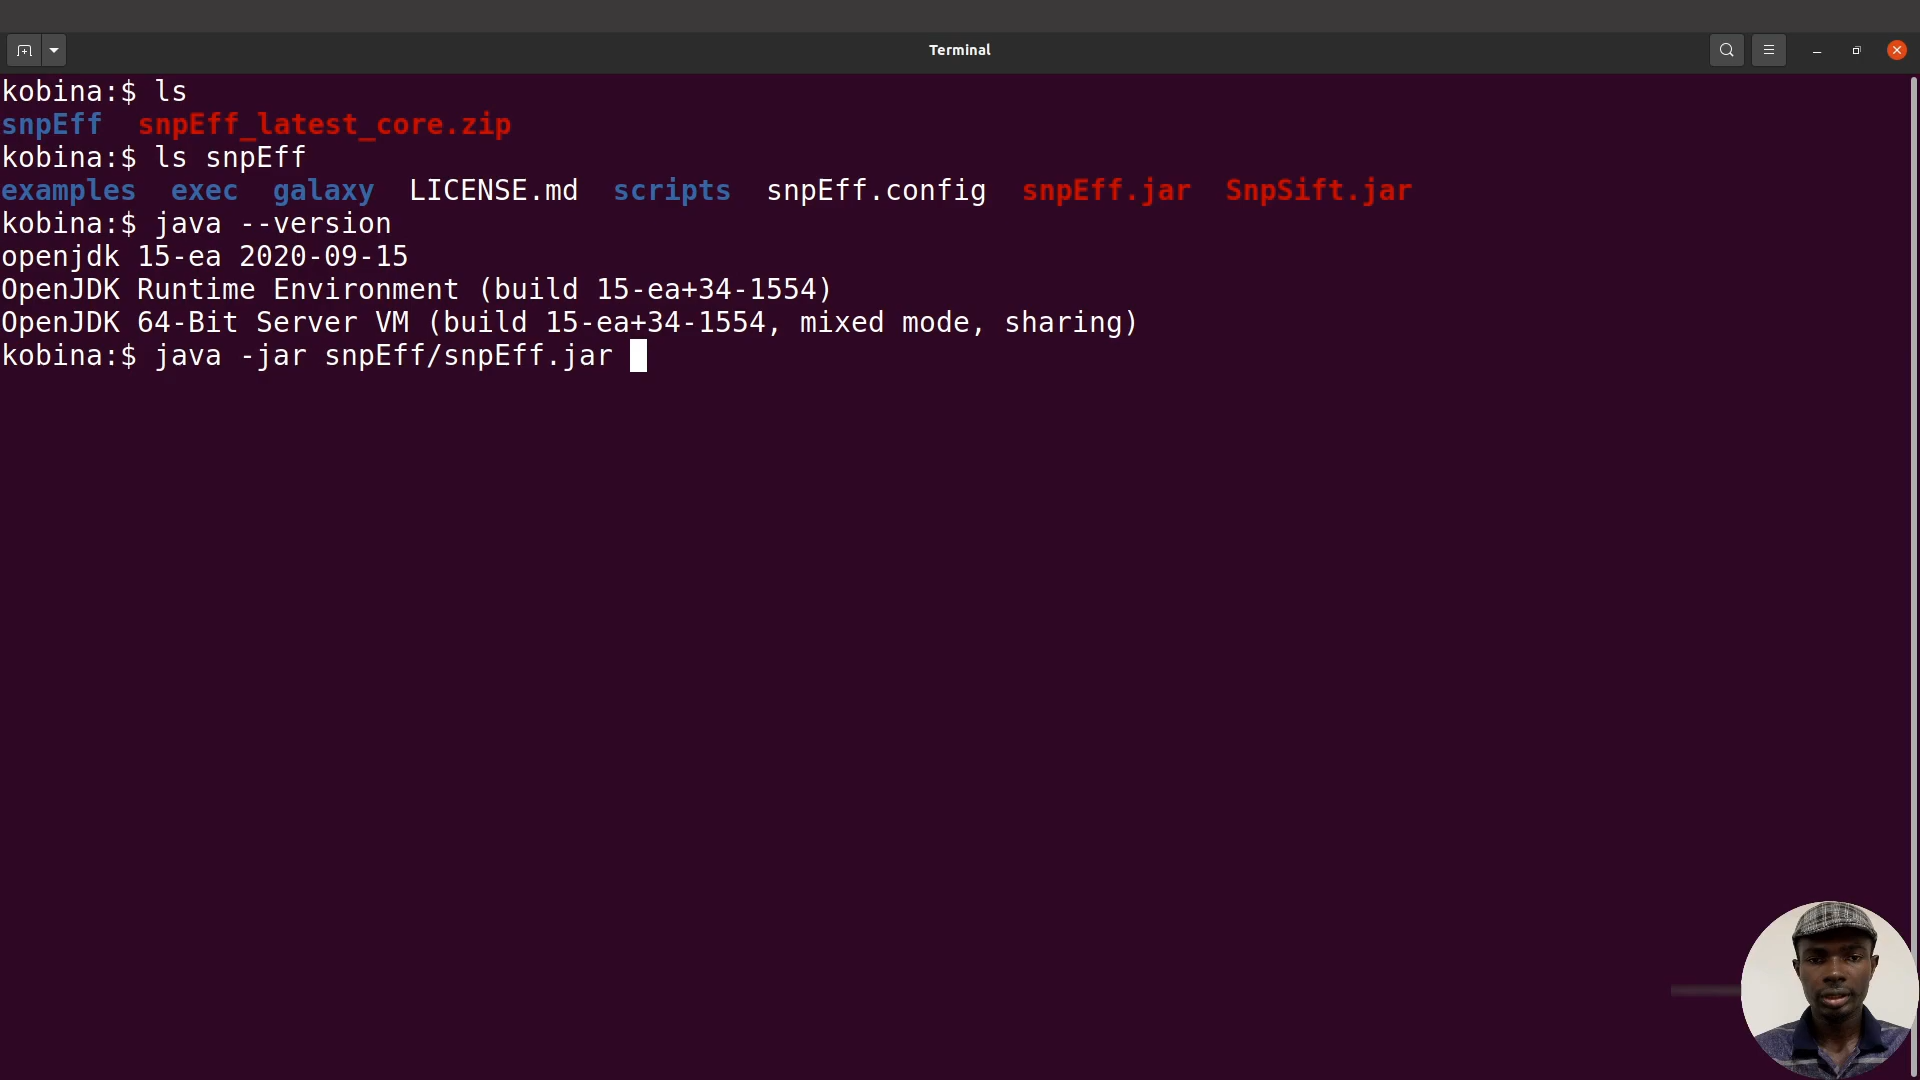 Terminal
kobina:$ ls
snpEff  snpEff_latest_core.zip
kobina:$ ls snpEff
examples  exec  galaxy  LICENSE.md  scripts  snpEff.config  snpEff.jar  SnpSift.jar
kobina:$ java --version
openjdk 15-ea 2020-09-15
OpenJDK Runtime Environment (build 15-ea+34-1554)
OpenJDK 64-Bit Server VM (build 15-ea+34-1554, mixed mode, sharing)
kobina:$ java -jar snpEff/snpEff.jar